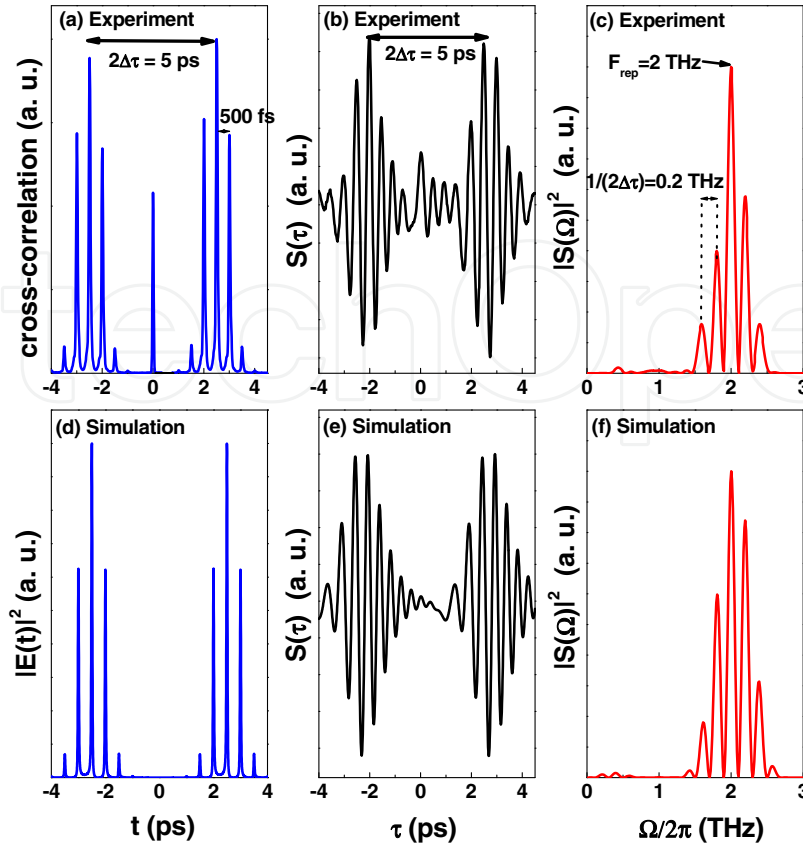 (a) Experiment
2Δτ = 5 ps
500 fs
cross-correlation (a. u.)
-4 -2 0 2 4
(b) Experiment
2Δτ = 5 ps
S(τ) (a. u.)
-4 -2 0 2 4
(c) Experiment
F_rep=2 THz
1/(2Δτ)=0.2 THz
|S(Ω)|² (a. u.)
0 1 2 3
(d) Simulation
|E(t)|² (a. u.)
-4 -2 0 2 4
t (ps)
(e) Simulation
S(τ) (a. u.)
-4 -2 0 2 4
τ (ps)
(f) Simulation
|S(Ω)|² (a. u.)
0 1 2 3
Ω/2π (THz)